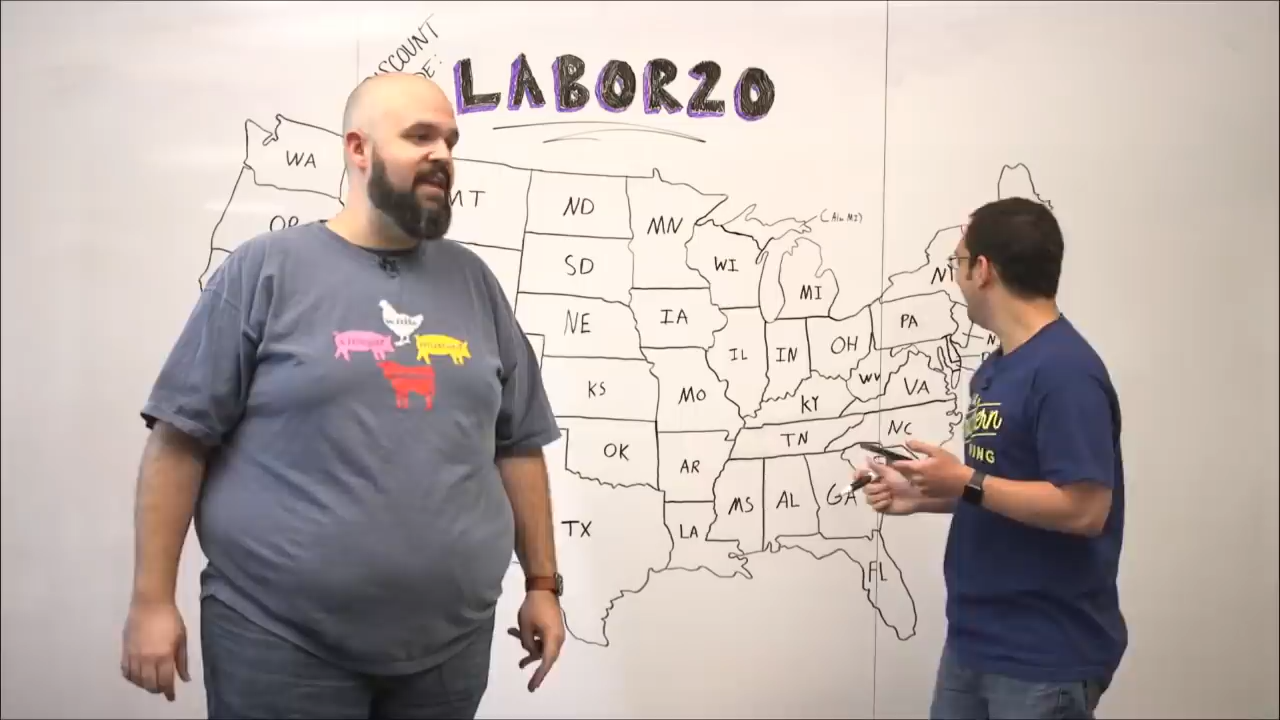 LABOR20
WA
MT
ND
MN
(Also MI)
OR
SD
WI
MI
NY
NE
IA
PA
IL
IN
OH
KS
MO
WV
VA
KY
NC
OK
TN
AR
MS
AL
GA
TX
LA
FL